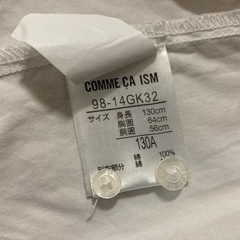 COMME ÇA ISM
98-14GK32
サイズ 身長 130cm
胸囲 64cm
胴囲 56cm
130A
綿 100%